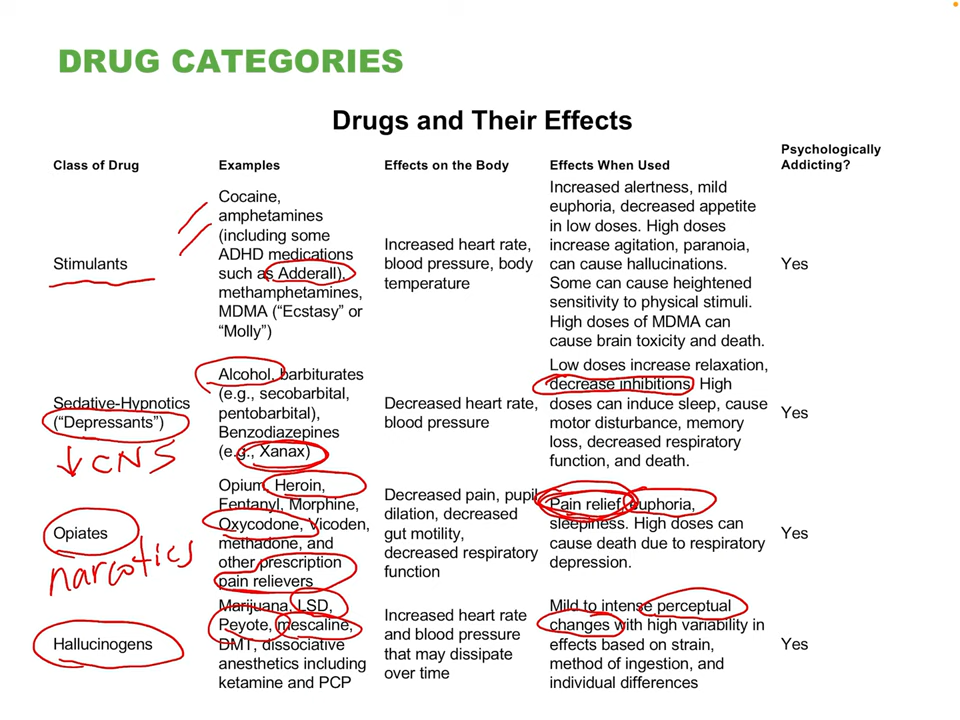 DRUG CATEGORIES
Drugs and Their Effects
Class of Drug
Examples
Effects on the Body
Effects When Used
Psychologically
Addicting?
Stimulants
Cocaine,
amphetamines
(including some
ADHD medications
such as Adderall),
methamphetamines,
MDMA (“Ecstasy” or
“Molly”)
Increased heart rate,
blood pressure, body
temperature
Increased alertness, mild
euphoria, decreased appetite
in low doses. High doses
increase agitation, paranoia,
can cause hallucinations.
Some can cause heightened
sensitivity to physical stimuli.
High doses of MDMA can
cause brain toxicity and death.
Yes
Sedative-Hypnotics
(“Depressants”)
↓ CNS
Alcohol, barbiturates
(e.g., secobarbital,
pentobarbital),
Benzodiazepines
(e.g., Xanax)
Decreased heart rate,
blood pressure
Low doses increase relaxation,
decrease inhibitions. High
doses can induce sleep, cause
motor disturbance, memory
loss, decreased respiratory
function, and death.
Yes
Opiates
narcotics
Opium, Heroin,
Fentanyl, Morphine,
Oxycodone, Vicoden,
methadone, and
other prescription
pain relievers
Decreased pain, pupil
dilation, decreased
gut motility,
decreased respiratory
function
Pain relief, euphoria,
sleepiness. High doses can
cause death due to respiratory
depression.
Yes
Hallucinogens
Marijuana, LSD,
Peyote, mescaline,
DMT, dissociative
anesthetics including
ketamine and PCP
Increased heart rate
and blood pressure
that may dissipate
over time
Mild to intense perceptual
changes with high variability in
effects based on strain,
method of ingestion, and
individual differences
Yes